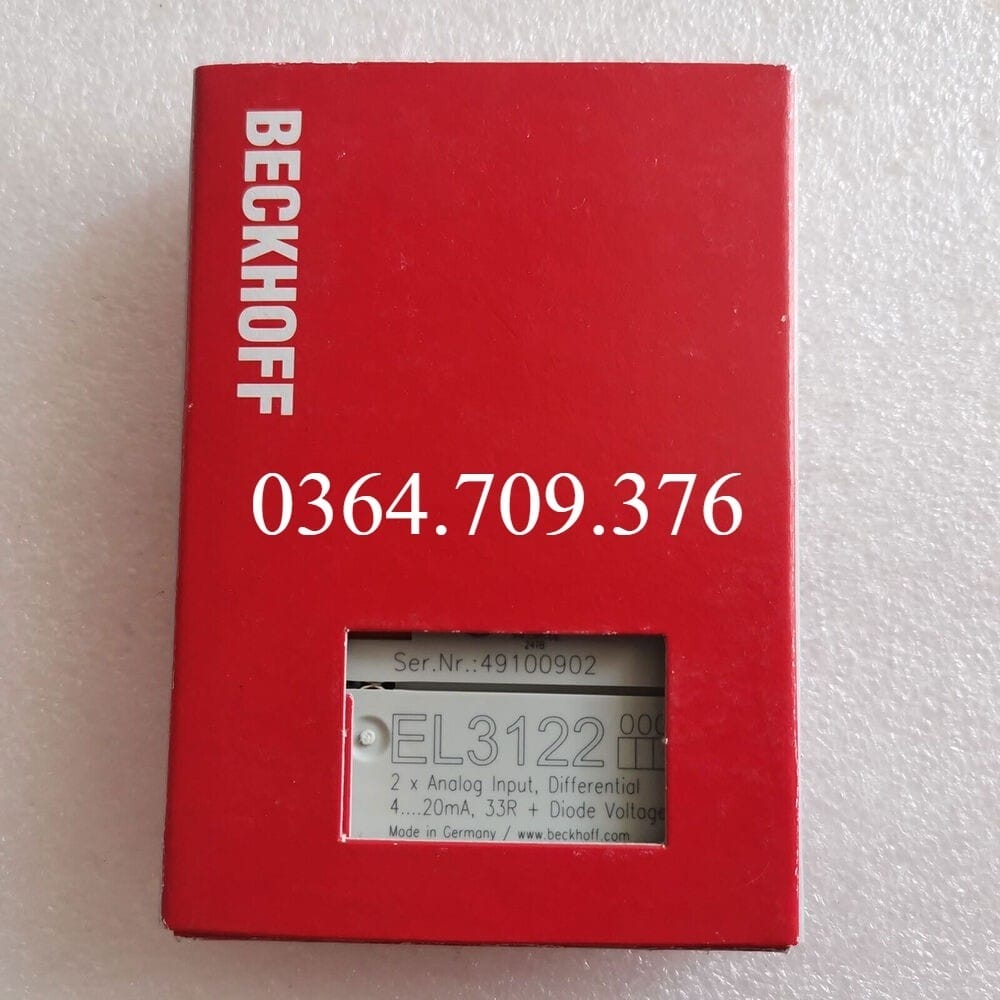 BECKHOFF
0364.709.376
Ser.Nr.:49100902
EL3122
2 x Analog Input, Differential
4....20mA, 33R + Diode Voltage
Made in Germany / www.beckhoff.com